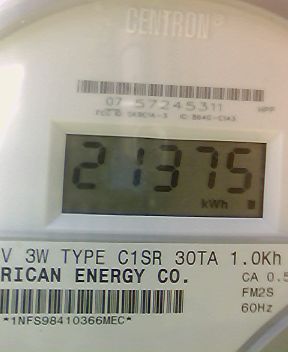 CENTRON®
07 57245311
21375
kWh
V 3W TYPE C1SR 30TA 1.0Kh
RICAN ENERGY CO.
CA 0.5
FM2S
60Hz
*1NFS98410366MEC*